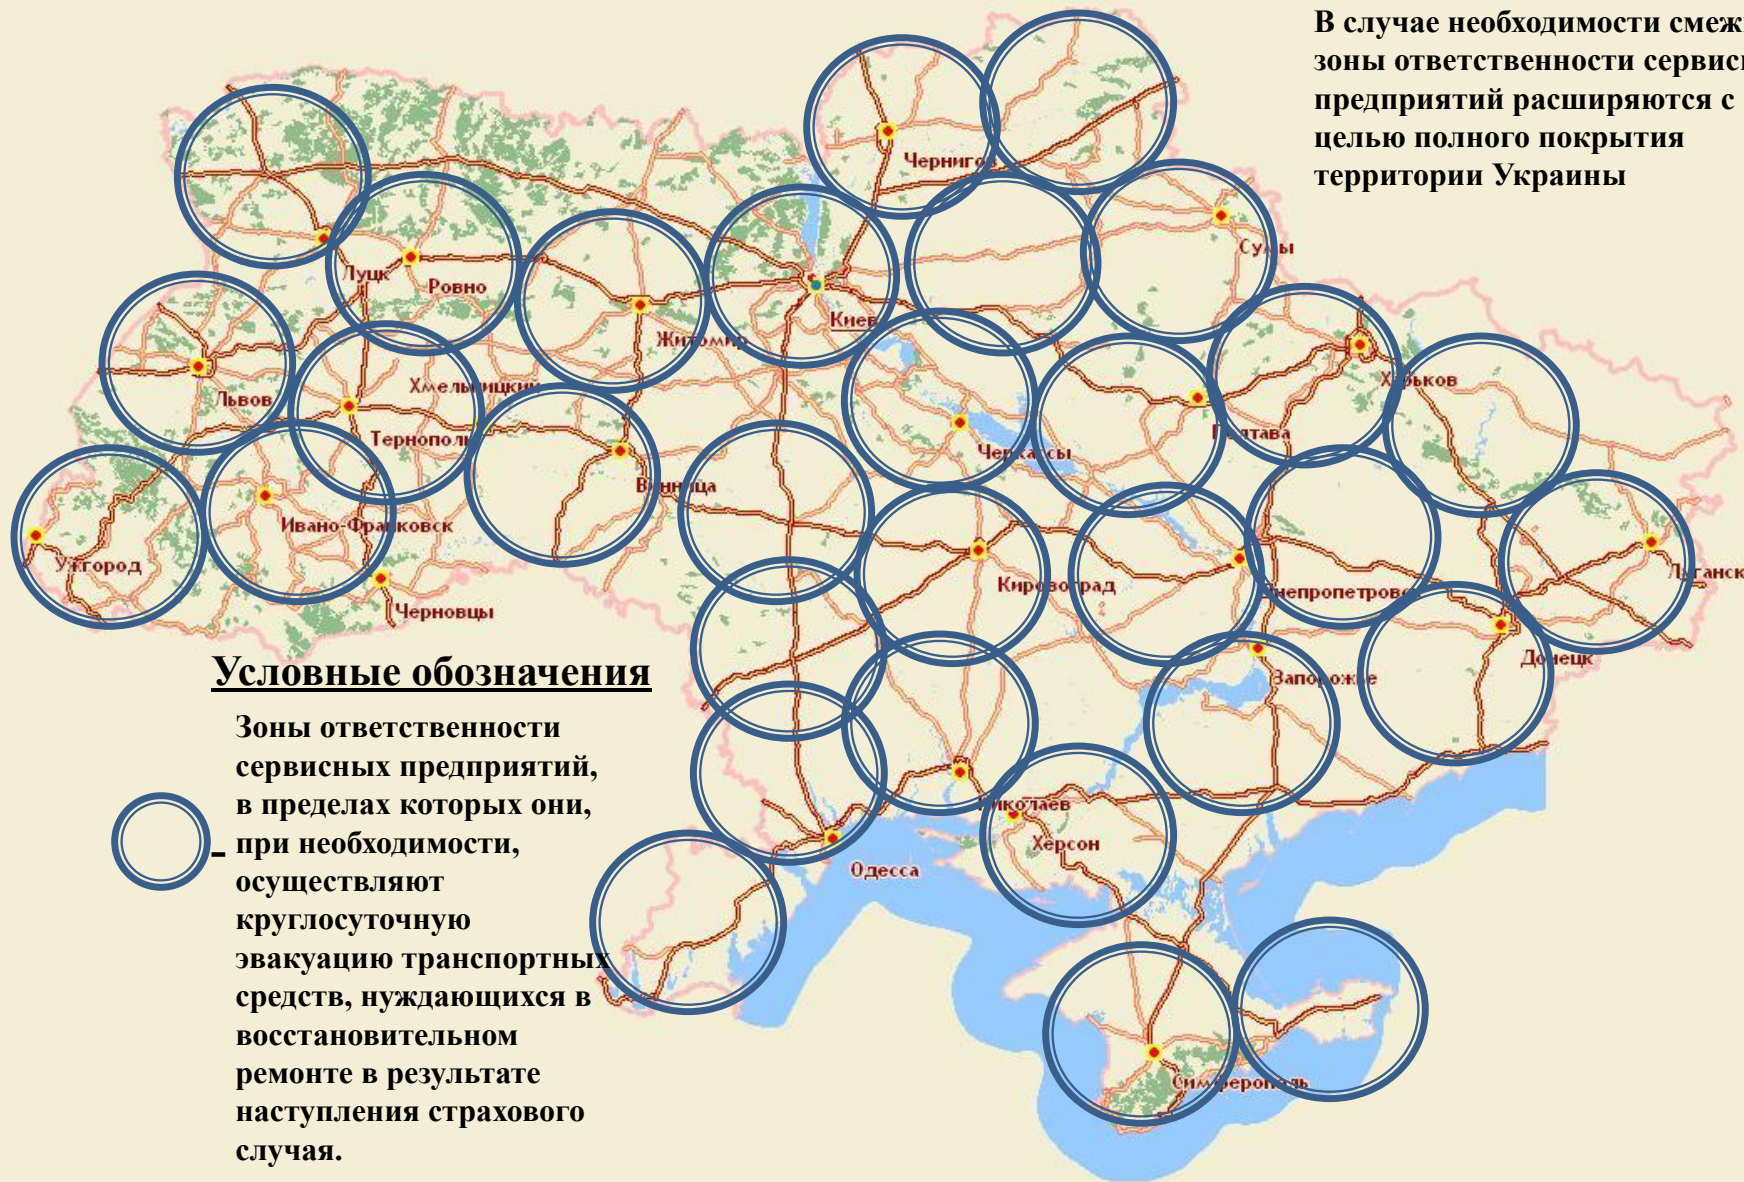 В случае необходимости смеж
зоны ответственности сервисн
предприятий расширяются с
целью полного покрытия
территории Украины
Чернигов
Сумы
Луцк
Ровно
Киев
Житомир
Харьков
Хмельницкий
Львов
Тернополь
Черкассы
Полтава
Винница
Ивано-Франковск
Ужгород
Кировоград
Днепропетровск
Луганск
Черновцы
Донецк
Запорожье
Николаев
Херсон
Одесса
Симферополь
Условные обозначения
Зоны ответственности
сервисных предприятий,
в пределах которых они,
- при необходимости,
осуществляют
круглосуточную
эвакуацию транспортных
средств, нуждающихся в
восстановительном
ремонте в результате
наступления страхового
случая.